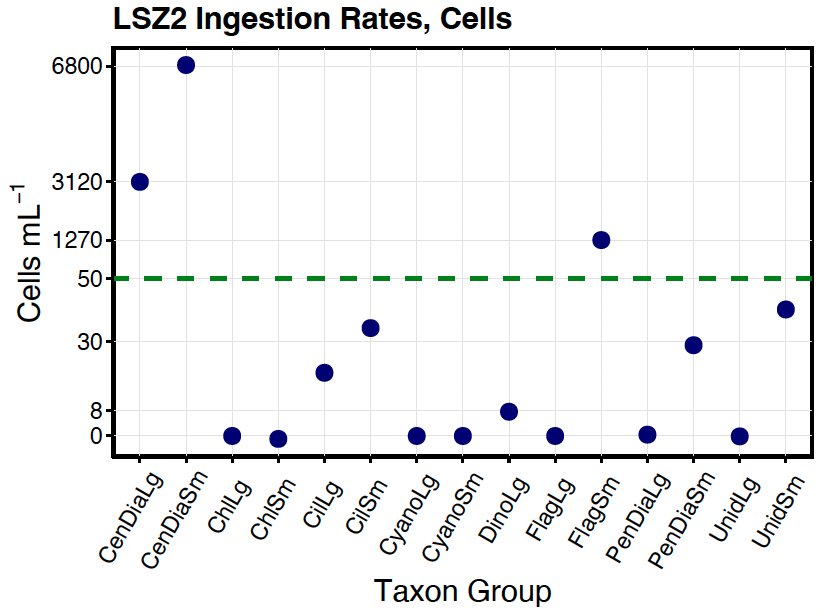 LSZ2 Ingestion Rates, Cells
Cells mL⁻¹
6800
3120
1270
50
30
8
0
CenDiaLg
CenDiaSm
ChlLg
ChlSm
CilLg
CilSm
CyanoLg
CyanoSm
DinoLg
FlagLg
FlagSm
PenDiaLg
PenDiaSm
UnidLg
UnidSm
Taxon Group